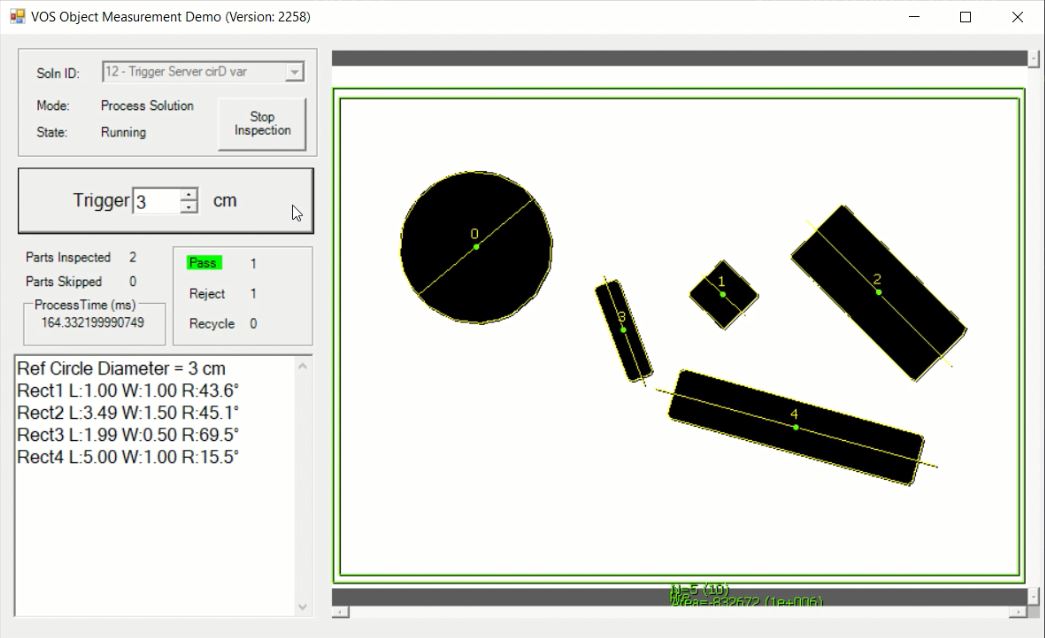 VOS Object Measurement Demo (Version: 2258)
Soln ID: 12 - Trigger Server cirD var
Mode: Process Solution
State: Running
Stop
Inspection
Trigger 3 cm
Parts Inspected 2
Parts Skipped 0
ProcessTime (ms)
164.332199990749
Pass 1
Reject 1
Recycle 0
Ref Circle Diameter = 3 cm
Rect1 L:1.00 W:1.00 R:43.6°
Rect2 L:3.49 W:1.50 R:45.1°
Rect3 L:1.99 W:0.50 R:69.5°
Rect4 L:5.00 W:1.00 R:15.5°
0
1
2
3
4
N=5 (10)
Area=832672 (1e+006)